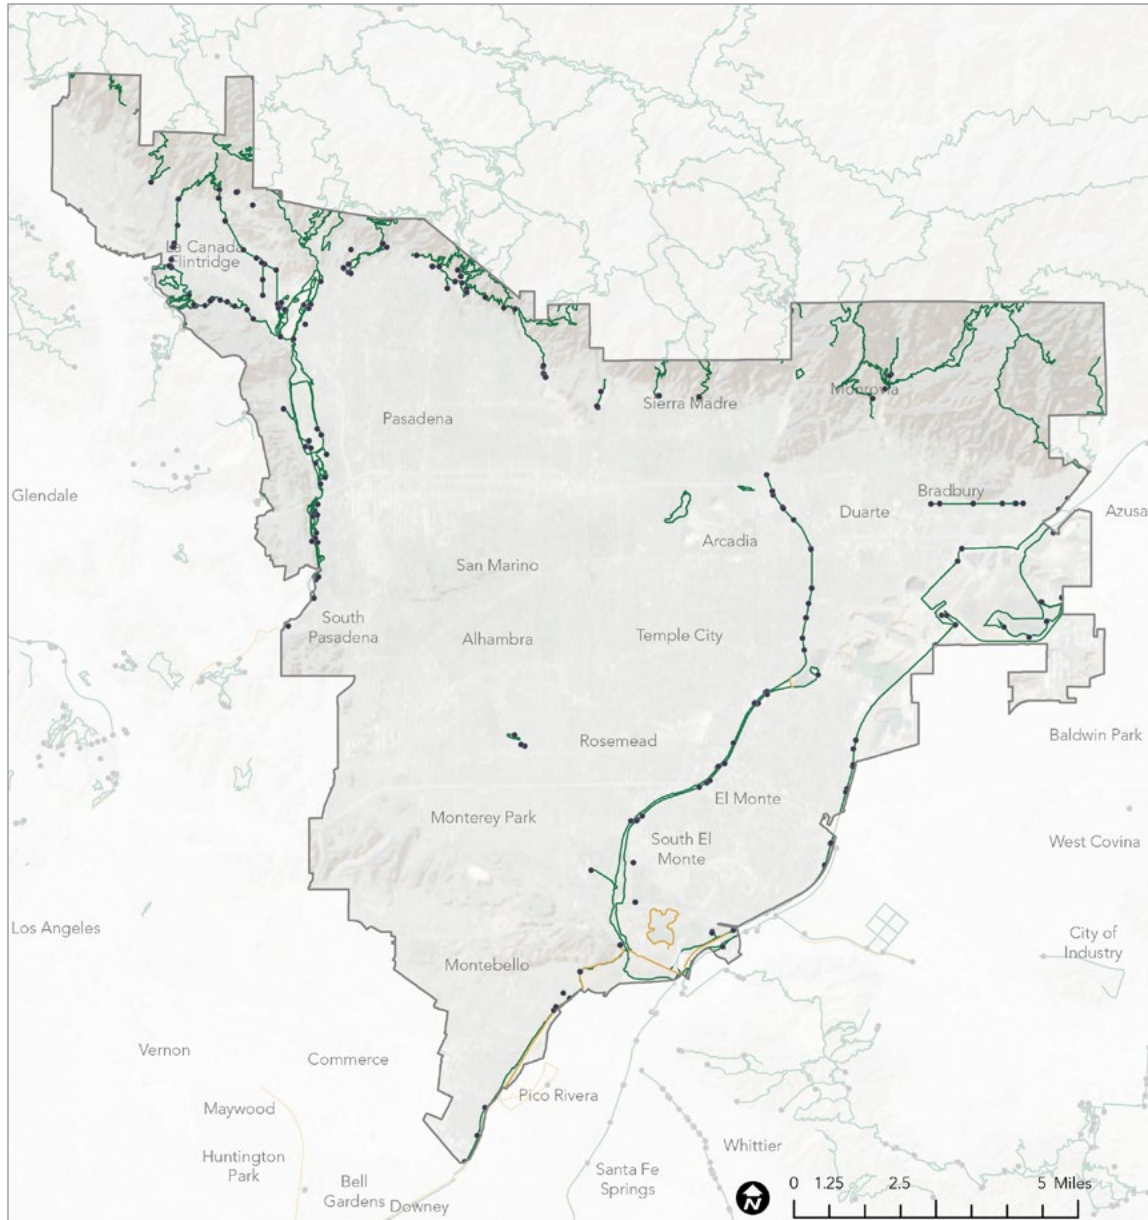 La Canada
Flintridge
Pasadena
Sierra Madre
Monrovia
Glendale
Bradbury
Duarte
Azusa
Arcadia
San Marino
South
Pasadena
Alhambra
Temple City
Rosemead
Baldwin Park
El Monte
Monterey Park
South El
Monte
West Covina
Los Angeles
City of
Industry
Montebello
Vernon
Commerce
Pico Rivera
Maywood
Huntington
Park
Whittier
Bell
Gardens
Downey
Santa Fe
Springs
N
0 1.25 2.5 5 Miles